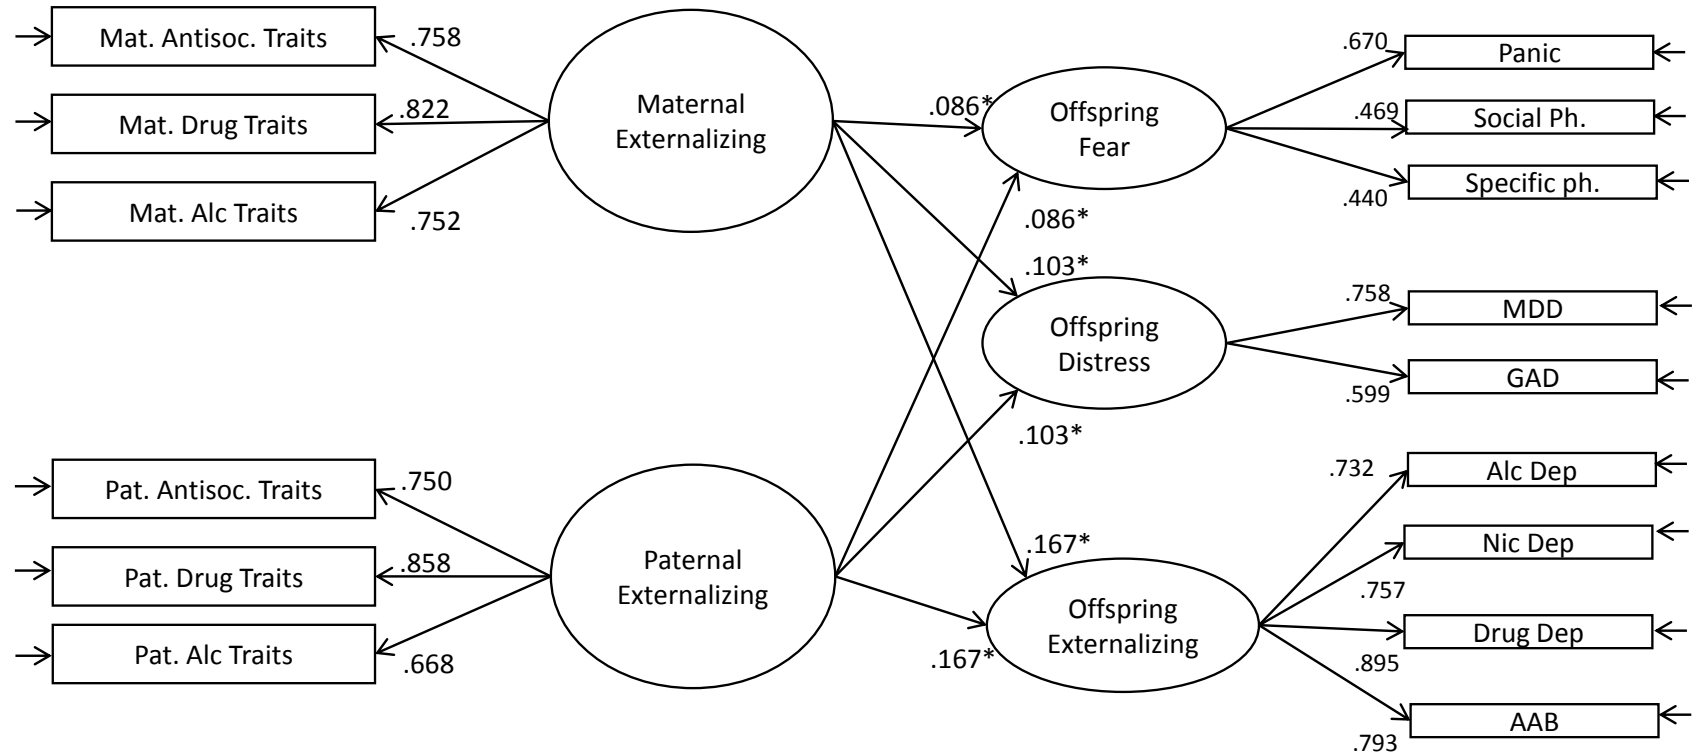 Mat. Antisoc. Traits
.758
Mat. Drug Traits
.822
Mat. Alc Traits
.752
Maternal
Externalizing
Pat. Antisoc. Traits
.750
Pat. Drug Traits
.858
Pat. Alc Traits
.668
Paternal
Externalizing
.086*
Offspring
Fear
.086*
.103*
Offspring
Distress
.103*
.167*
Offspring
Externalizing
.167*
.670
Panic
.469
Social Ph.
.440
Specific ph.
.758
MDD
.599
GAD
.732
Alc Dep
Nic Dep
.757
Drug Dep
.895
AAB
.793